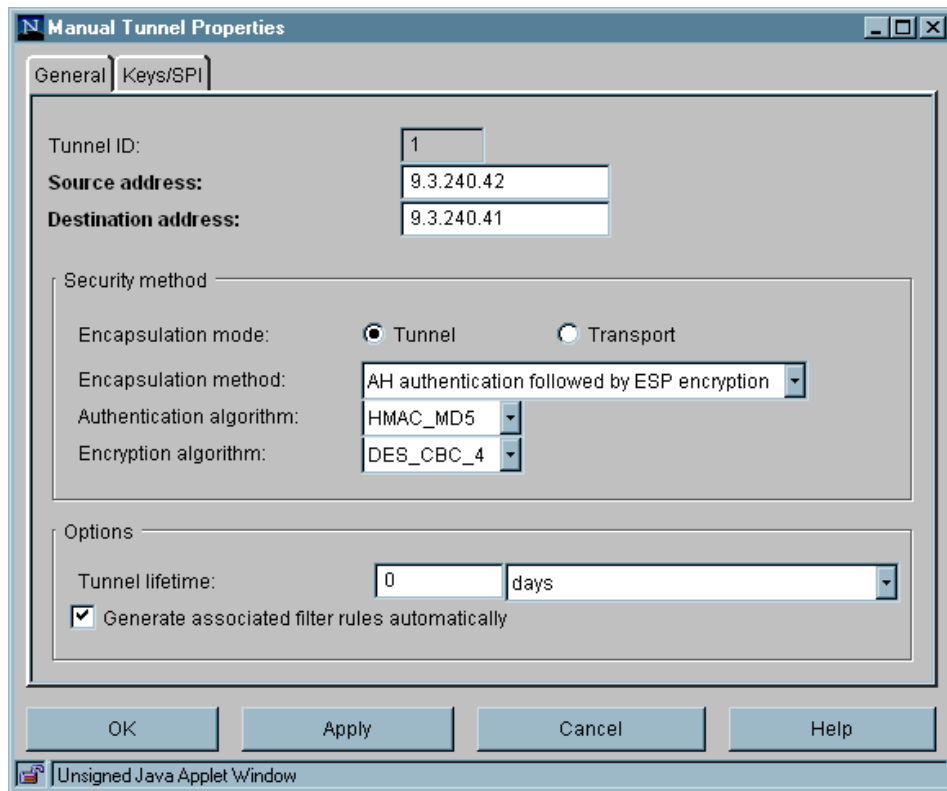 N Manual Tunnel Properties
General Keys/SPI
Tunnel ID: 1
Source address: 9.3.240.42
Destination address: 9.3.240.41
Security method
Encapsulation mode: Tunnel Transport
Encapsulation method: AH authentication followed by ESP encryption
Authentication algorithm: HMAC_MD5
Encryption algorithm: DES_CBC_4
Options
Tunnel lifetime: 0 days
Generate associated filter rules automatically
OK Apply Cancel Help
Unsigned Java Applet Window